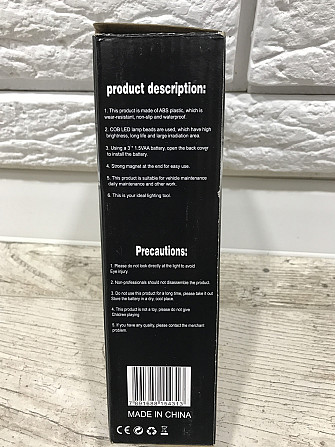 product description:
1. This product is made of ABS plastic, which is
wear-resistant, non-slip and waterproof.
2. COB LED lamp beads are used, which have high
brightness, long life and large irradiation area.
3. Using a 3 * 1.5VAA battery, open the back cover
to install the battery.
4. Strong magnet at the end for easy use.
5. This product is suitable for vehicle maintenance
daily maintenance and other work.
6. This is your ideal lighting tool.
Precautions:
1. Please do not look directly at the light to avoid
Eye injury
2. Non-professionals should not disassemble the product.
3. Do not use this product for a long time, please take it out
Store the battery in a dry, cool place.
4. This product is not a toy, please do not give
Children playing
5. If you have any quality, please contact the merchant
problem.
MADE IN CHINA
CE